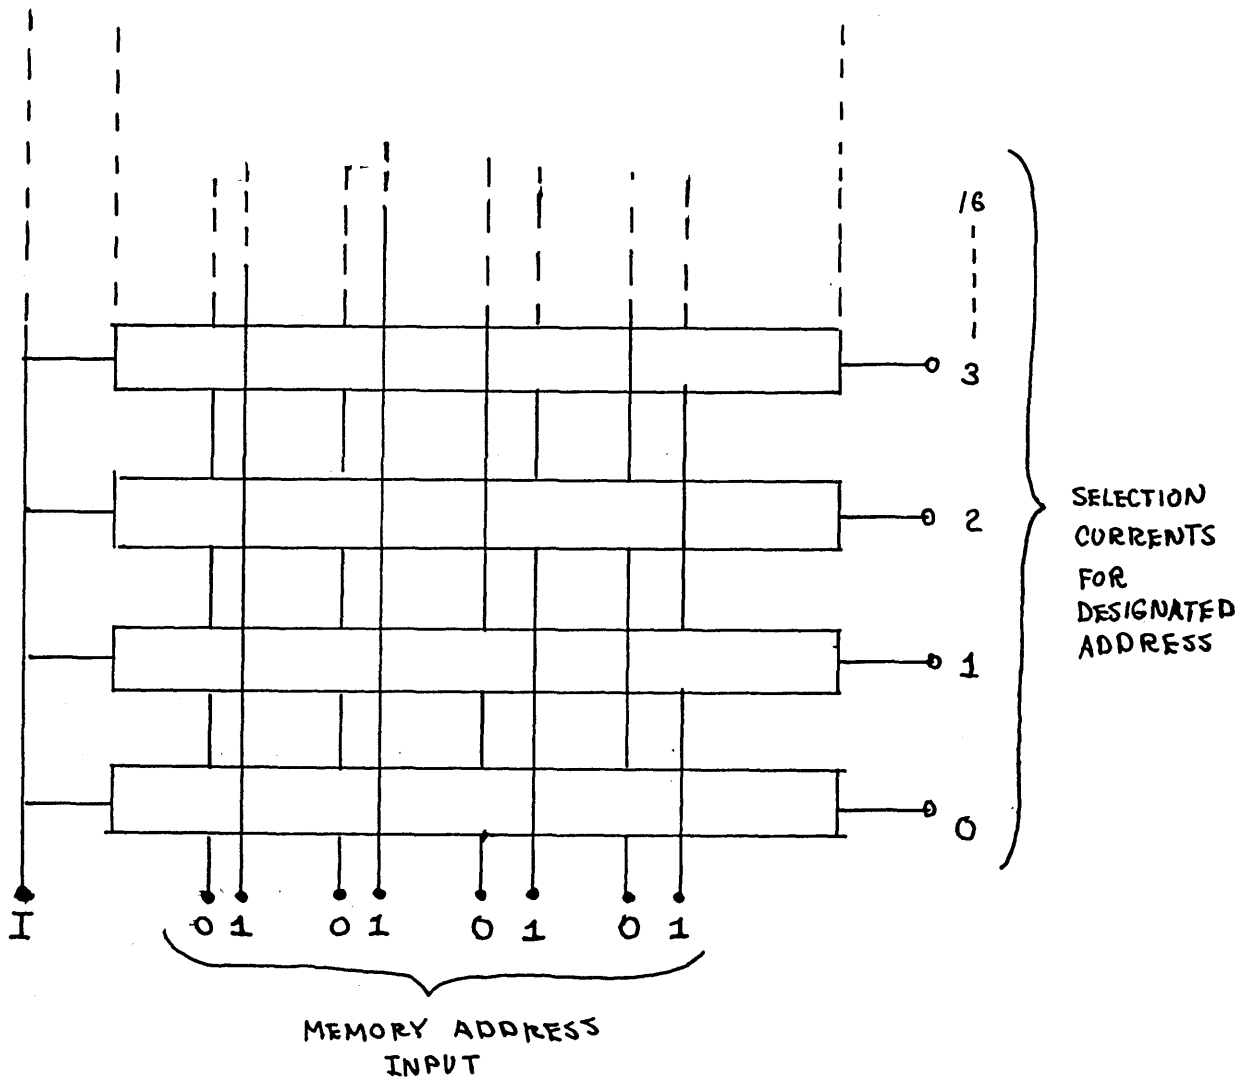 16
3
2
SELECTION
CURRENTS
FOR
DESIGNATED
ADDRESS
1
0
I 0 1 0 1 0 1 0 1
MEMORY ADDRESS
INPUT